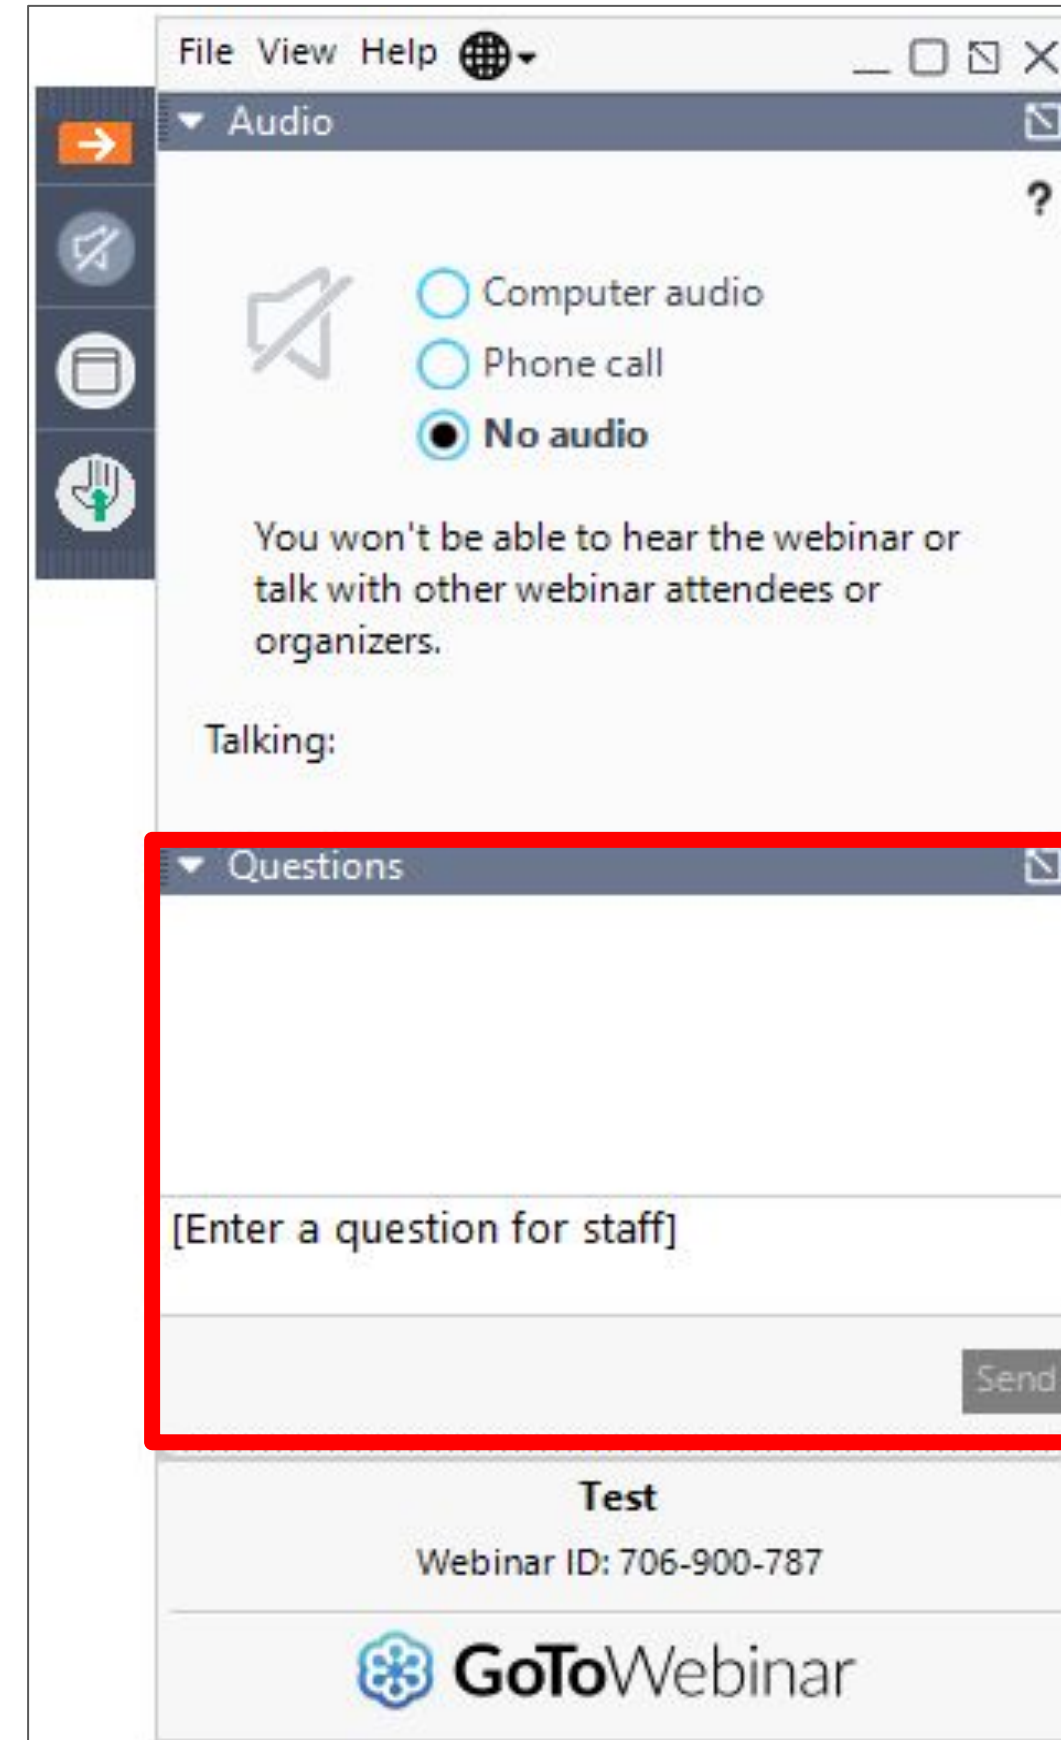 File View Help
Audio
?
Computer audio
Phone call
No audio
You won't be able to hear the webinar or
talk with other webinar attendees or
organizers.
Talking:
Questions
[Enter a question for staff]
Send
Test
Webinar ID: 706-900-787
GoToWebinar